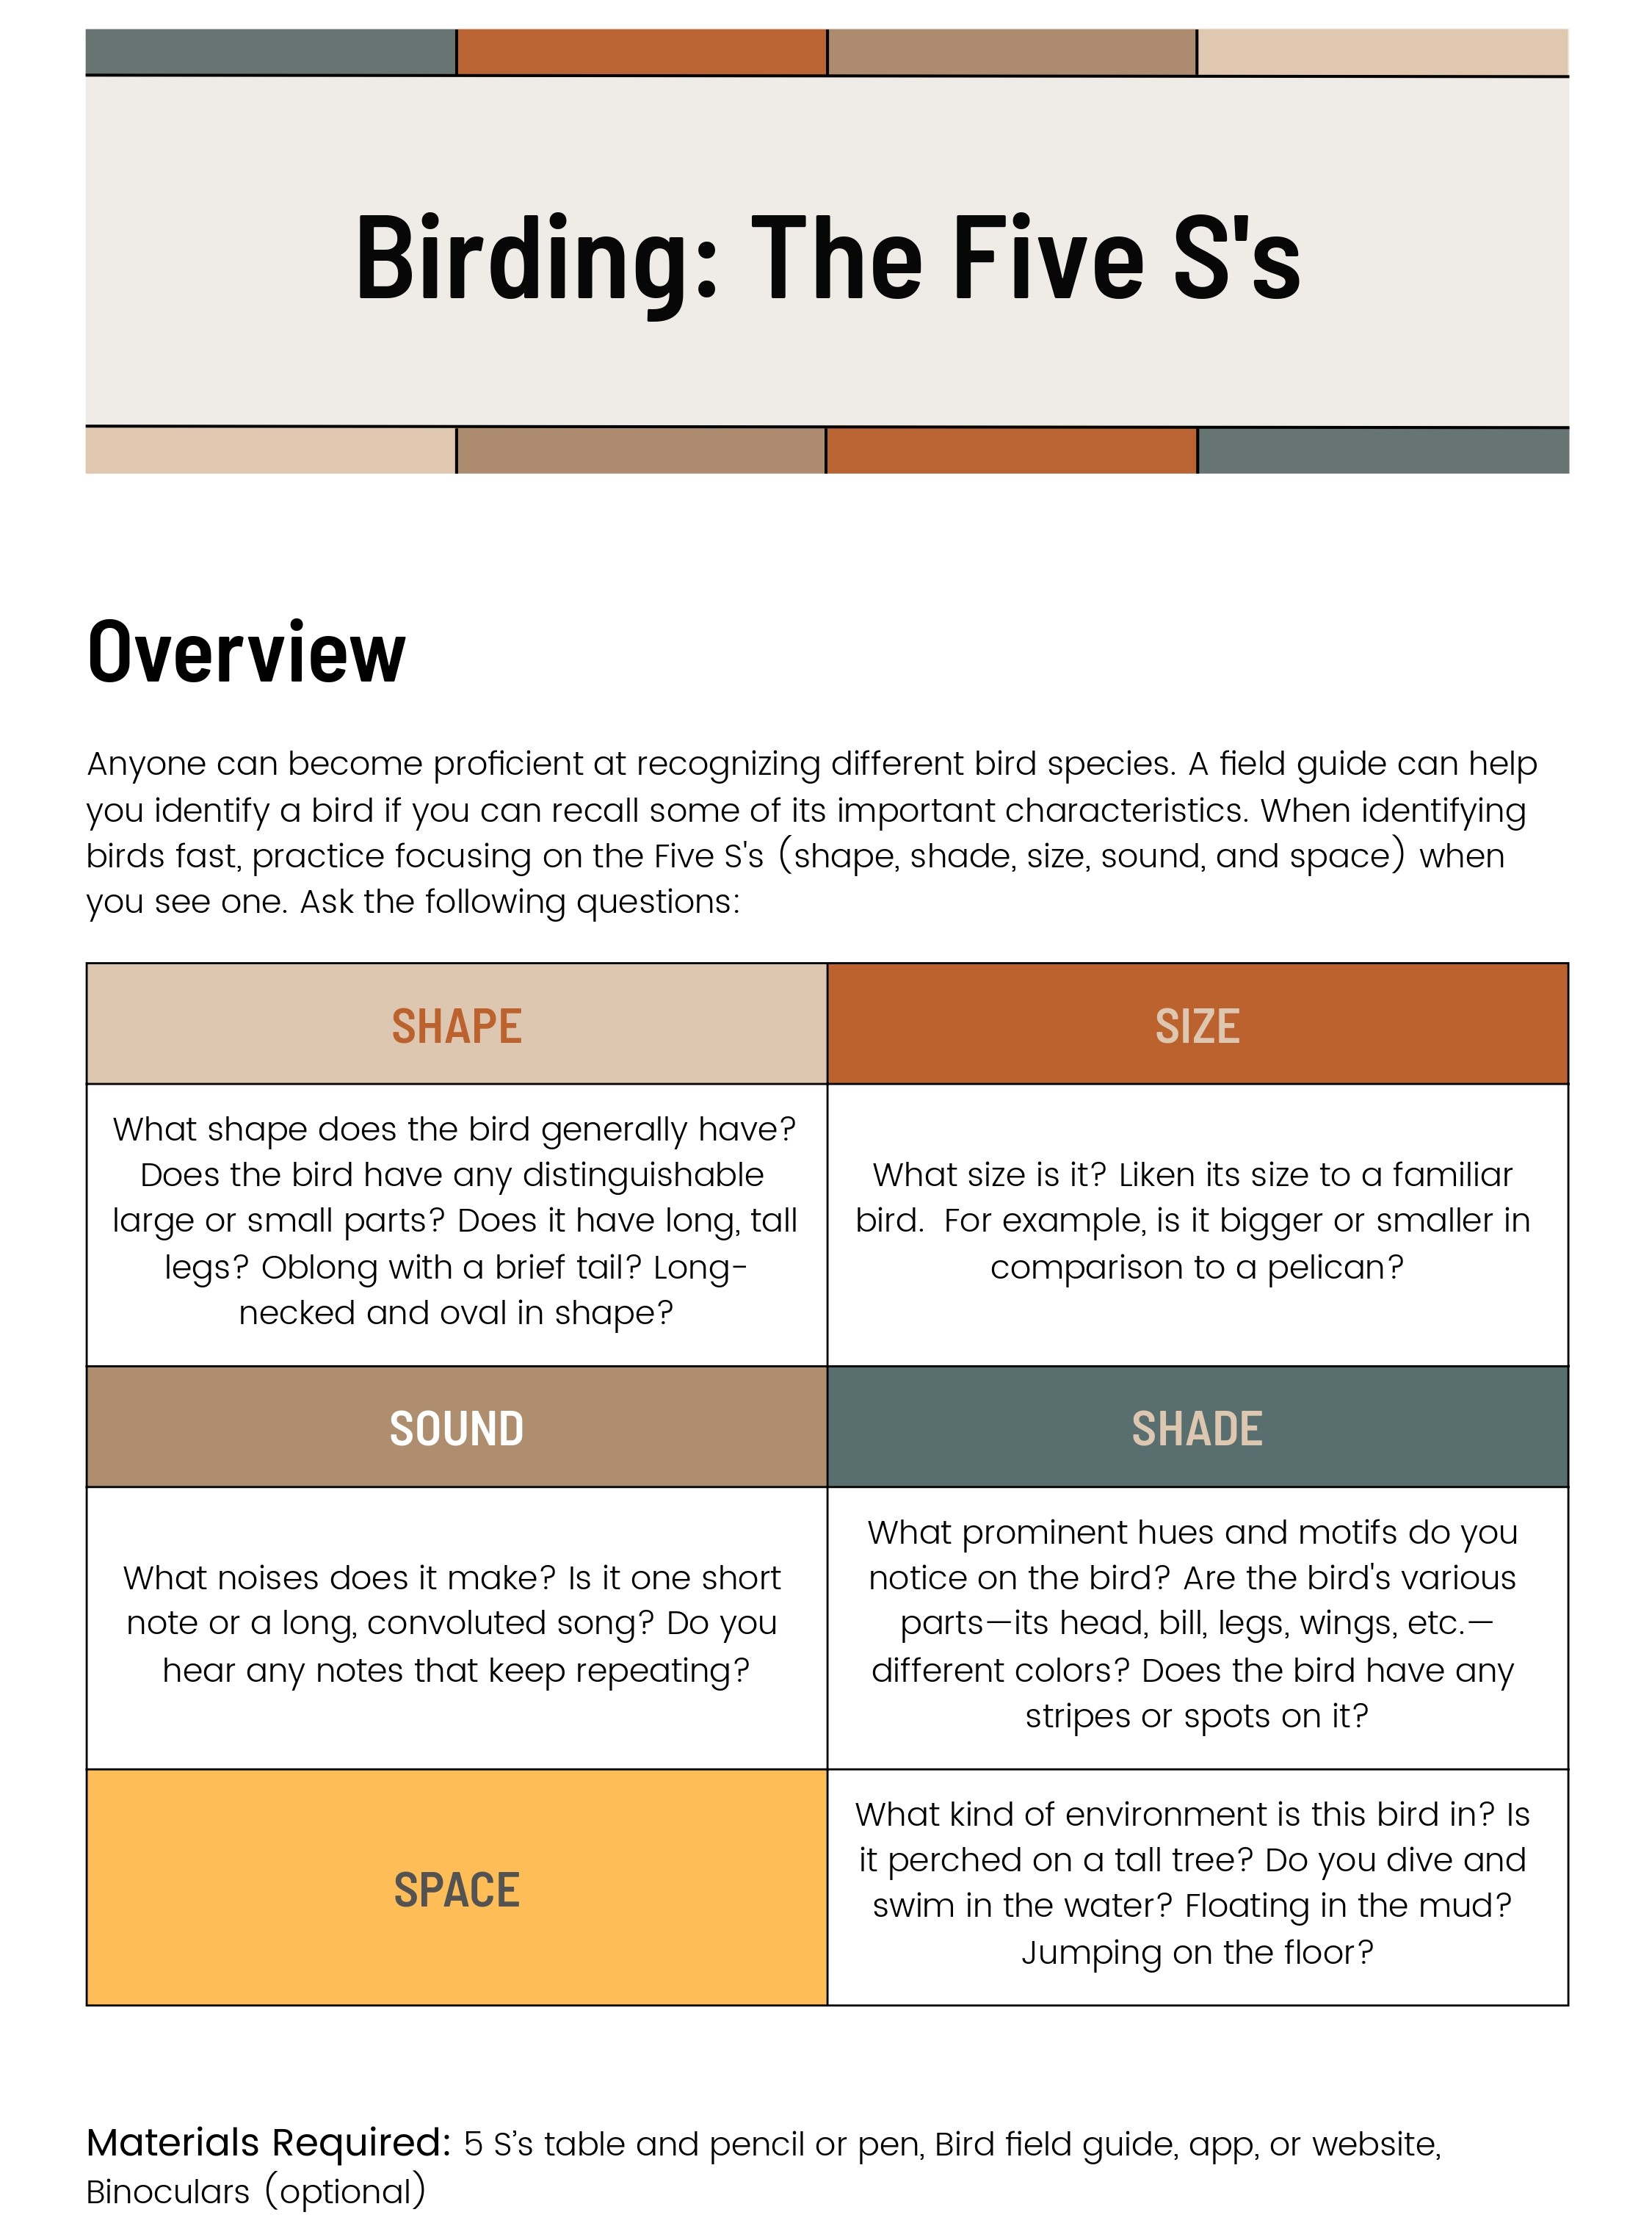 Birding: The Five S's
Overview
Anyone can become proficient at recognizing different bird species. A field guide can help
you identify a bird if you can recall some of its important characteristics. When identifying
birds fast, practice focusing on the Five S's (shape, shade, size, sound, and space) when
you see one. Ask the following questions:
SHAPE
What shape does the bird generally have?
Does the bird have any distinguishable
large or small parts? Does it have long, tall
legs? Oblong with a brief tail? Long-
necked and oval in shape?
SIZE
What size is it? Liken its size to a familiar
bird.  For example, is it bigger or smaller in
comparison to a pelican?
SOUND
What noises does it make? Is it one short
note or a long, convoluted song? Do you
hear any notes that keep repeating?
SHADE
What prominent hues and motifs do you
notice on the bird? Are the bird's various
parts—its head, bill, legs, wings, etc.—
different colors? Does the bird have any
stripes or spots on it?
SPACE
What kind of environment is this bird in? Is
it perched on a tall tree? Do you dive and
swim in the water? Floating in the mud?
Jumping on the floor?
Materials Required: 5 S’s table and pencil or pen, Bird field guide, app, or website,
Binoculars (optional)